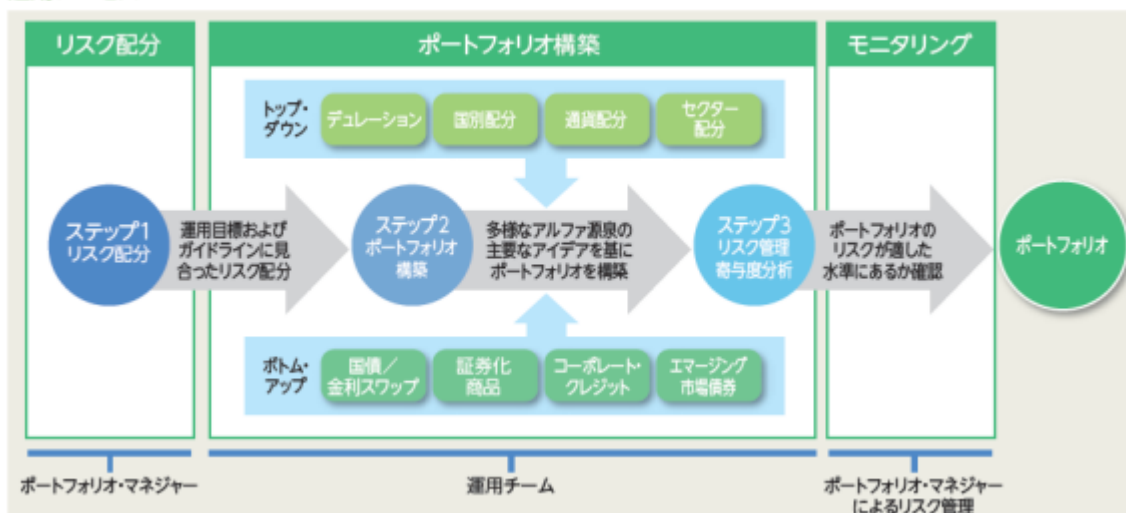 リスク配分
ポートフォリオ構築
モニタリング
トップ・
ダウン
デュレーション
国別配分
通貨配分
セクター
配分
ステップ1
リスク配分
運用目標および
ガイドラインに見
合ったリスク配分
ステップ2
ポートフォリオ
構築
多様なアルファ源泉の
主要なアイデアを基に
ポートフォリオを構築
ステップ3
リスク管理
寄与度分析
ポートフォリオの
リスクが適した
水準にあるか確認
ポートフォリオ
ボトム・
アップ
国債／
金利スワップ
証券化
商品
コーポレート・
クレジット
エマージング
市場債券
ポートフォリオ・マネジャー
運用チーム
ポートフォリオ・マネジャー
によるリスク管理